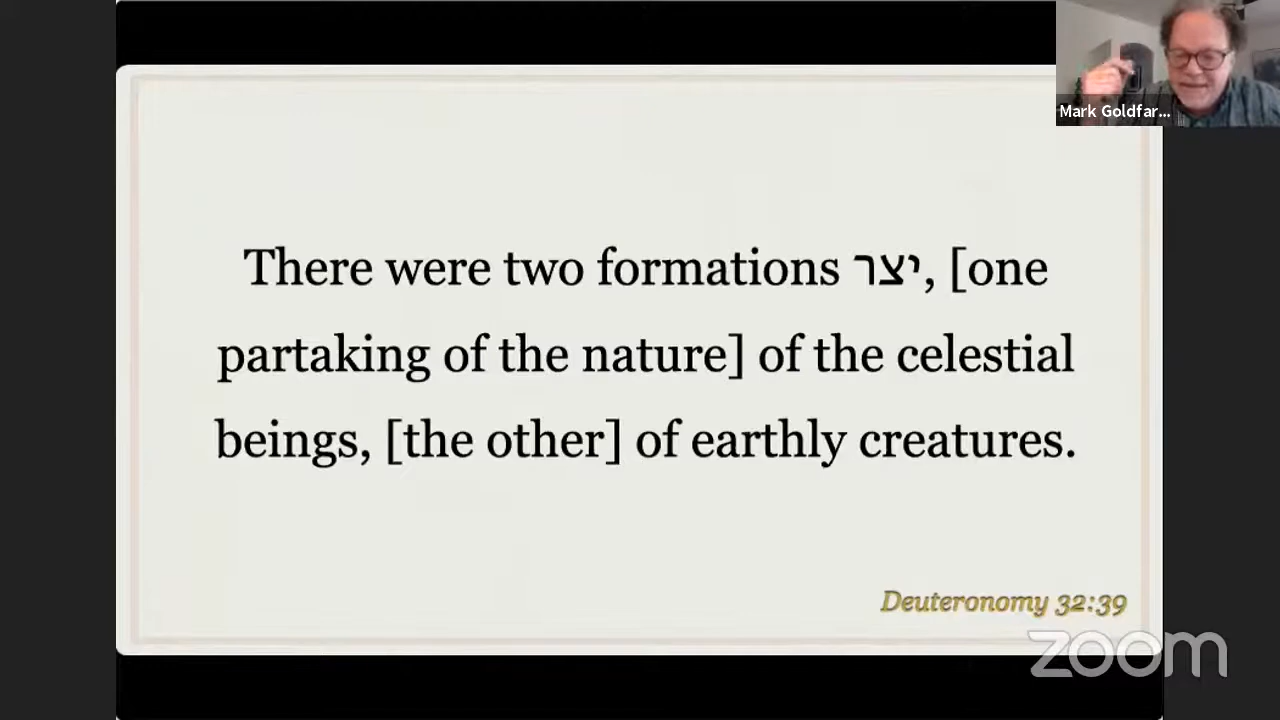 Mark Goldfar...
There were two formations יצר, [one
partaking of the nature] of the celestial
beings, [the other] of earthly creatures.
Deuteronomy 32:39
zoom